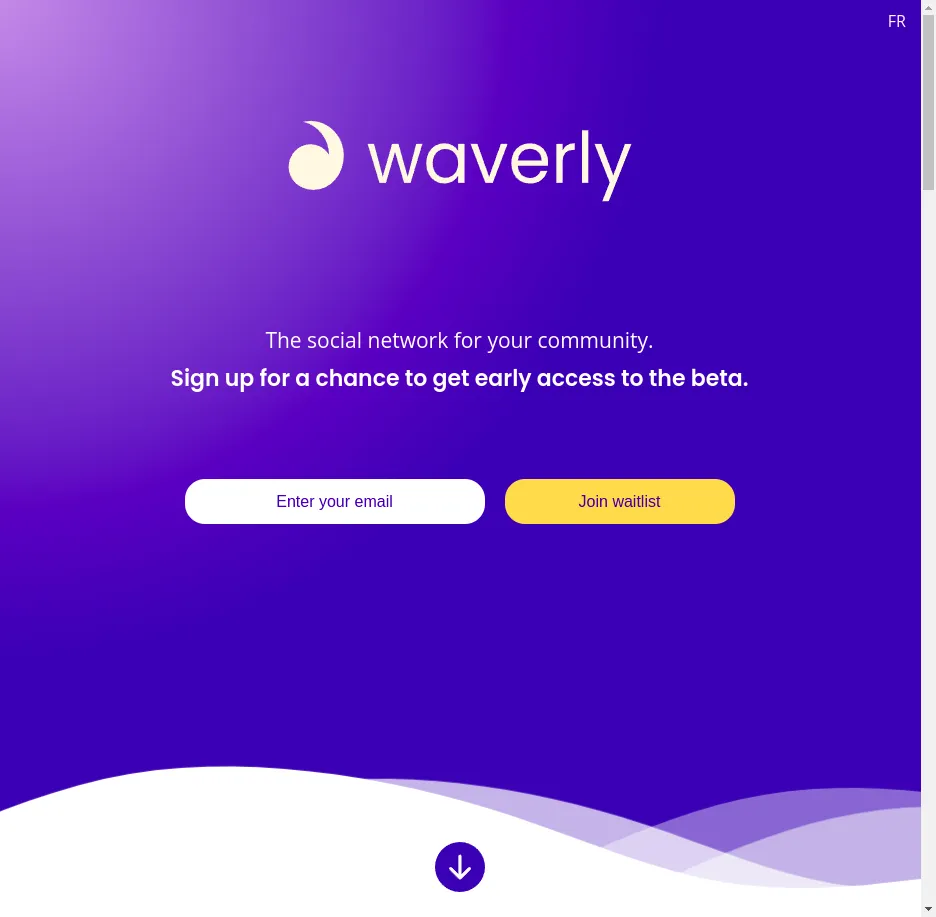 FR
waverly
The social network for your community.
Sign up for a chance to get early access to the beta.
Enter your email
Join waitlist